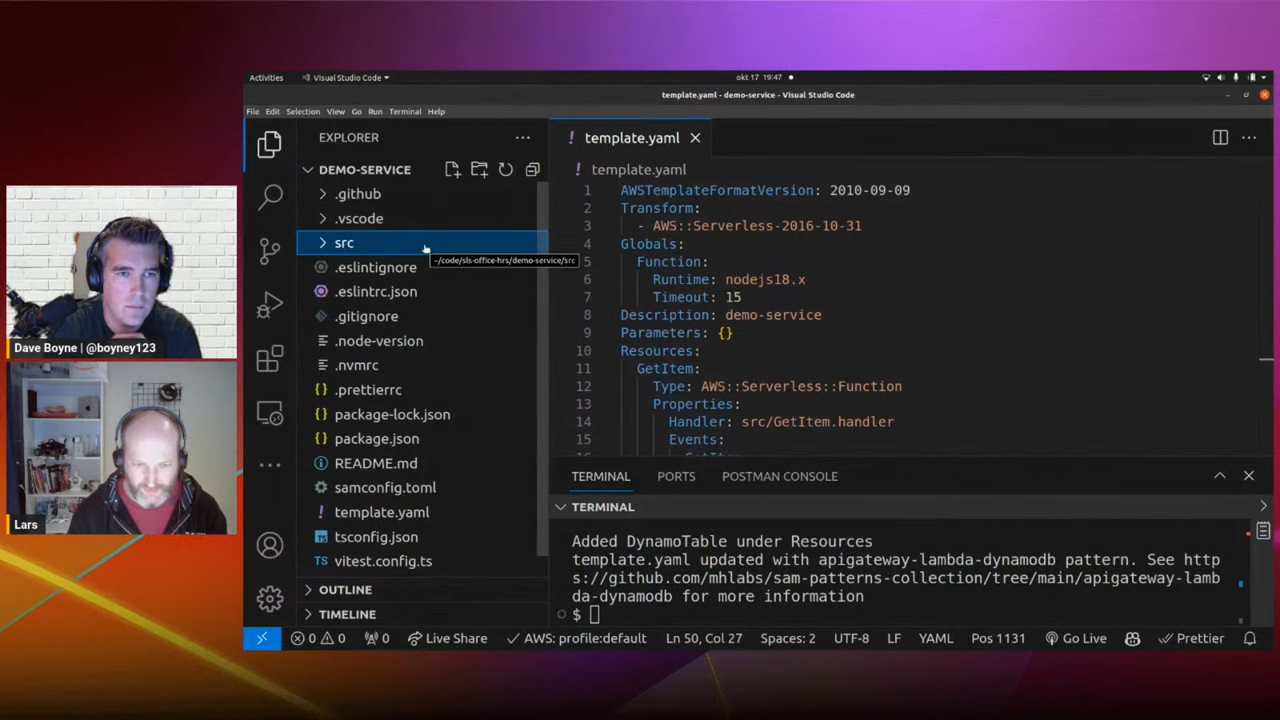 Activities
Visual Studio Code
okt 17 19:47
template.yaml - demo-service - Visual Studio Code
File Edit Selection View Go Run Terminal Help
EXPLORER
DEMO-SERVICE
.github
.vscode
src
~/code/sls-office-hrs/demo-service/src
.eslintignore
.eslintrc.json
.gitignore
.node-version
.nvmrc
.prettierrc
package-lock.json
package.json
README.md
samconfig.toml
template.yaml
tsconfig.json
vitest.config.ts
OUTLINE
TIMELINE
template.yaml
template.yaml
1 AWSTemplateFormatVersion: 2010-09-09
2 Transform:
3 - AWS::Serverless-2016-10-31
4 Globals:
5 Function:
6 Runtime: nodejs18.x
7 Timeout: 15
8 Description: demo-service
9 Parameters: {}
10 Resources:
11 GetItem:
12 Type: AWS::Serverless::Function
13 Properties:
14 Handler: src/GetItem.handler
15 Events:
TERMINAL PORTS POSTMAN CONSOLE
TERMINAL
Added DynamoTable under Resources
template.yaml updated with apigateway-lambda-dynamodb pattern. See http
s://github.com/mhlabs/sam-patterns-collection/tree/main/apigateway-lamb
da-dynamodb for more information
$
0 0 0 Live Share AWS: profile:default Ln 50, Col 27 Spaces: 2 UTF-8 LF YAML Pos 1131 Go Live Prettier
Dave Boyne | @boyney123
Lars